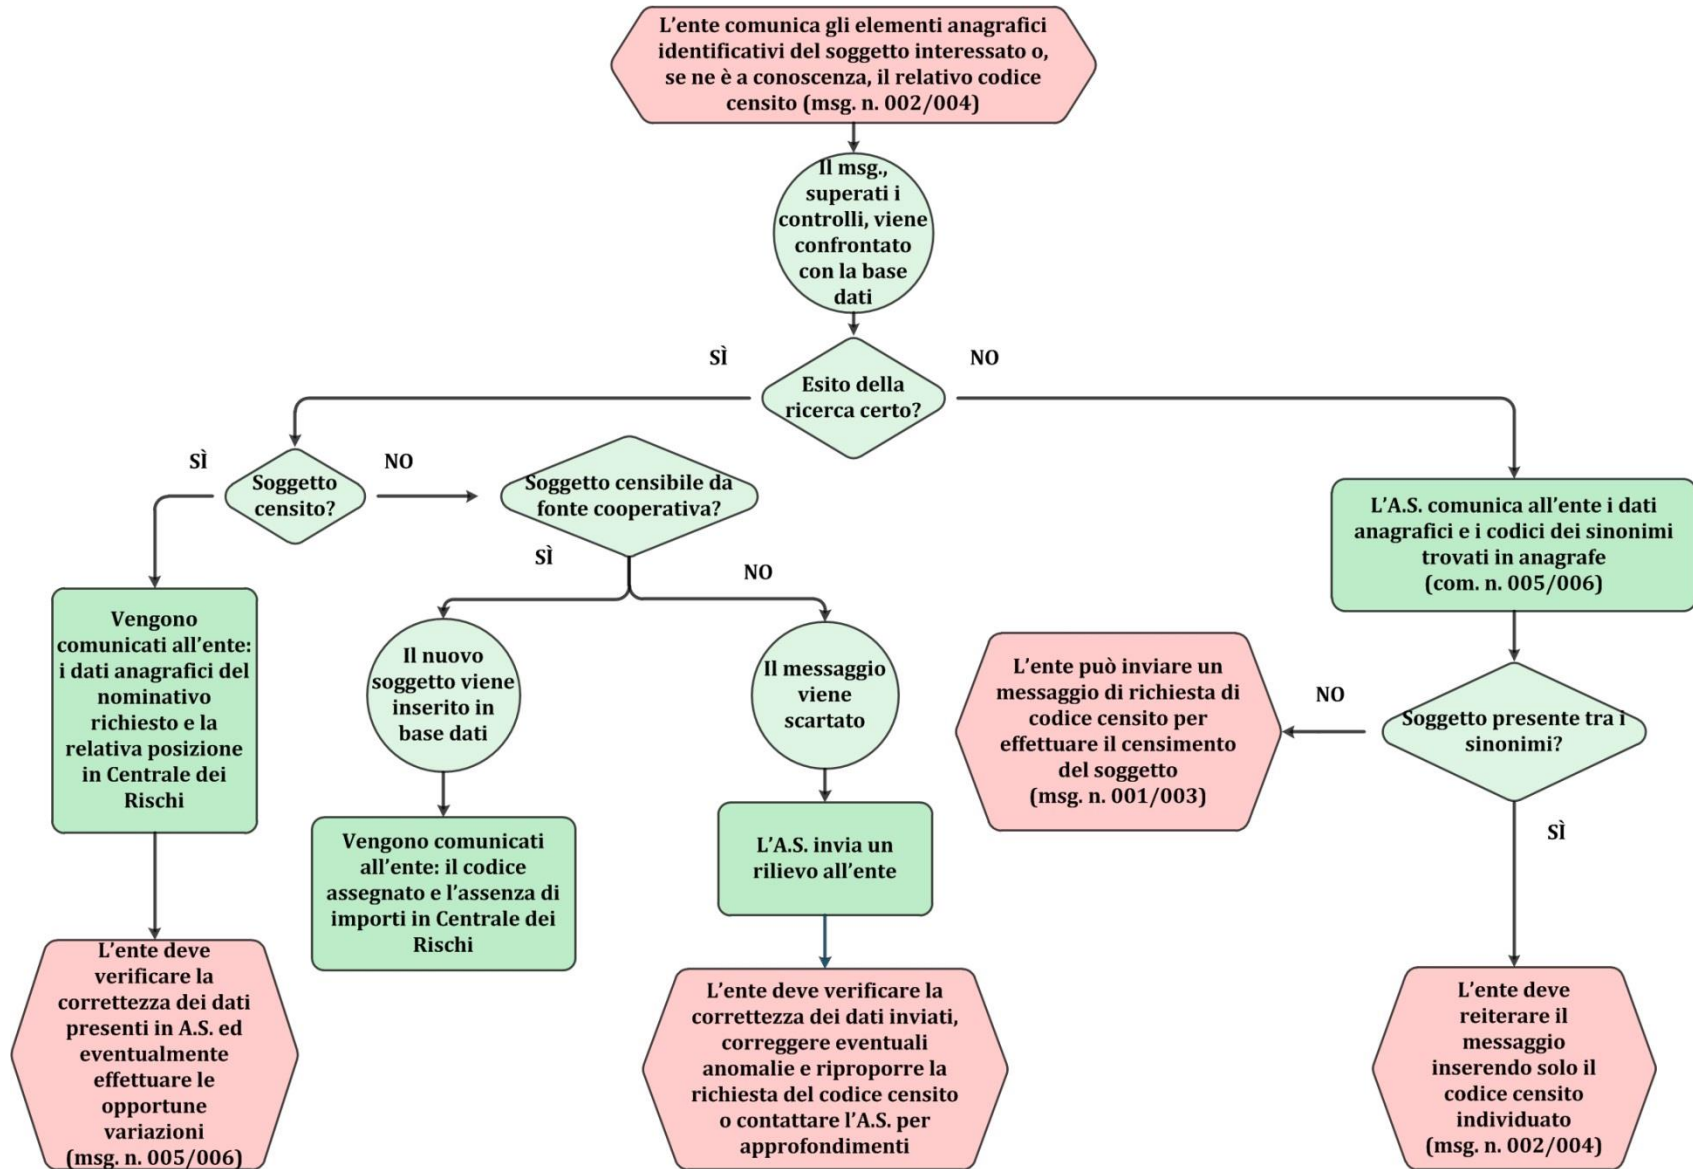 L'ente comunica gli elementi anagrafici
identificativi del soggetto interessato o,
se ne è a conoscenza, il relativo codice
censito (msg. n. 002/004)
Il msg.,
superati i
controlli, viene
confrontato
con la base
dati
SÌ
NO
Esito della
ricerca certo?
SÌ
NO
Soggetto
censito?
Soggetto censibile da
fonte cooperativa?
L'A.S. comunica all'ente i dati
anagrafici e i codici dei sinonimi
trovati in anagrafe
(com. n. 005/006)
SÌ
NO
Vengono
comunicati all'ente:
i dati anagrafici del
nominativo
richiesto e la
relativa posizione
in Centrale dei
Rischi
Il nuovo
soggetto viene
inserito in
base dati
Il messaggio
viene
scartato
L'ente può inviare un
messaggio di richiesta di
codice censito per
effettuare il censimento
del soggetto
(msg. n. 001/003)
NO
Soggetto presente tra i
sinonimi?
SÌ
Vengono comunicati
all'ente: il codice
assegnato e l'assenza di
importi in Centrale dei
Rischi
L'A.S. invia un
rilievo all'ente
L'ente deve
verificare la
correttezza dei dati
presenti in A.S. ed
eventualmente
effettuare le
opportune
variazioni
(msg. n. 005/006)
L'ente deve verificare la
correttezza dei dati inviati,
correggere eventuali
anomalie e riproporre la
richiesta del codice censito
o contattare l'A.S. per
approfondimenti
L'ente deve
reiterare il
messaggio
inserendo solo il
codice censito
individuato
(msg. n. 002/004)